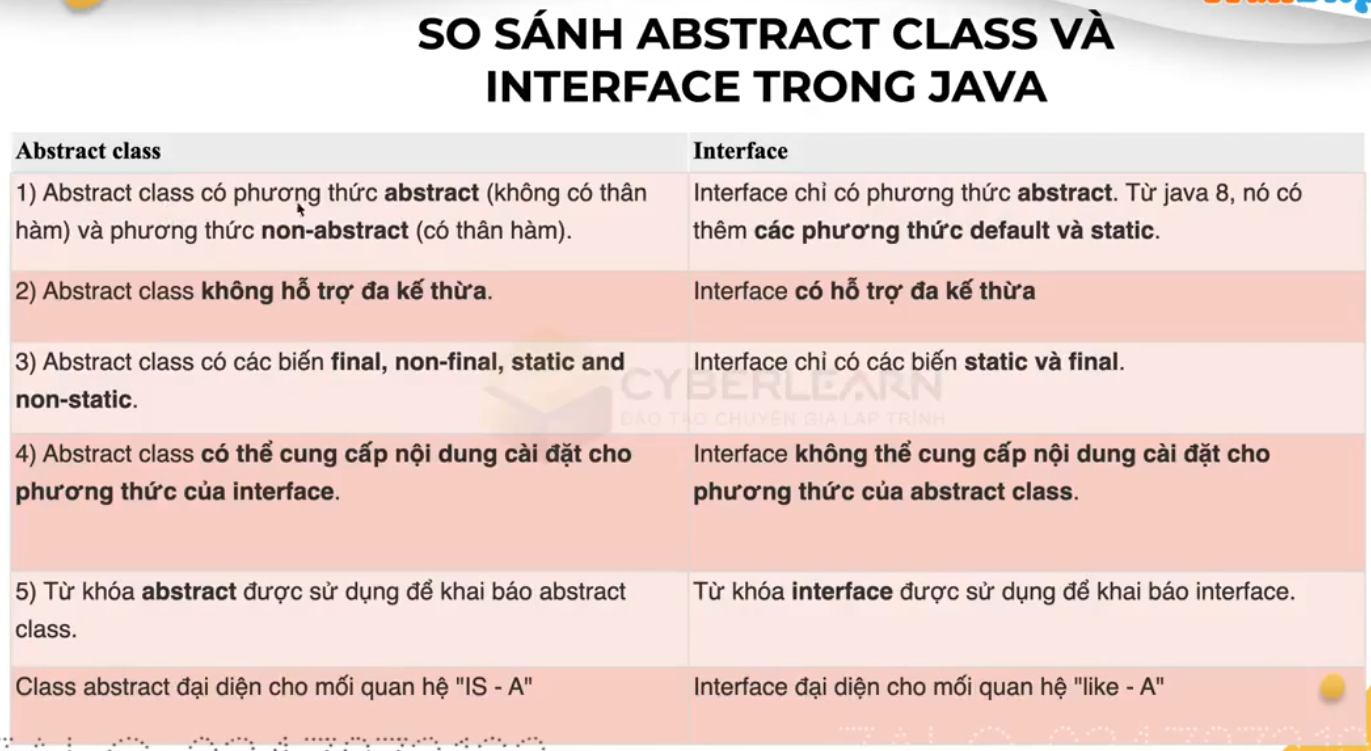 SO SÁNH ABSTRACT CLASS VÀ
INTERFACE TRONG JAVA
Abstract class
Interface
1) Abstract class có phương thức abstract (không có thân
hàm) và phương thức non-abstract (có thân hàm).
Interface chỉ có phương thức abstract. Từ java 8, nó có
thêm các phương thức default và static.
2) Abstract class không hỗ trợ đa kế thừa.
Interface có hỗ trợ đa kế thừa
3) Abstract class có các biến final, non-final, static and
non-static.
Interface chỉ có các biến static và final.
CYBERLEARN
ĐÀO TẠO CHUYÊN GIA LẬP TRÌNH
4) Abstract class có thể cung cấp nội dung cài đặt cho
phương thức của interface.
Interface không thể cung cấp nội dung cài đặt cho
phương thức của abstract class.
5) Từ khóa abstract được sử dụng để khai báo abstract
class.
Từ khóa interface được sử dụng để khai báo interface.
Class abstract đại diện cho mối quan hệ "IS - A"
Interface đại diện cho mối quan hệ "like - A"